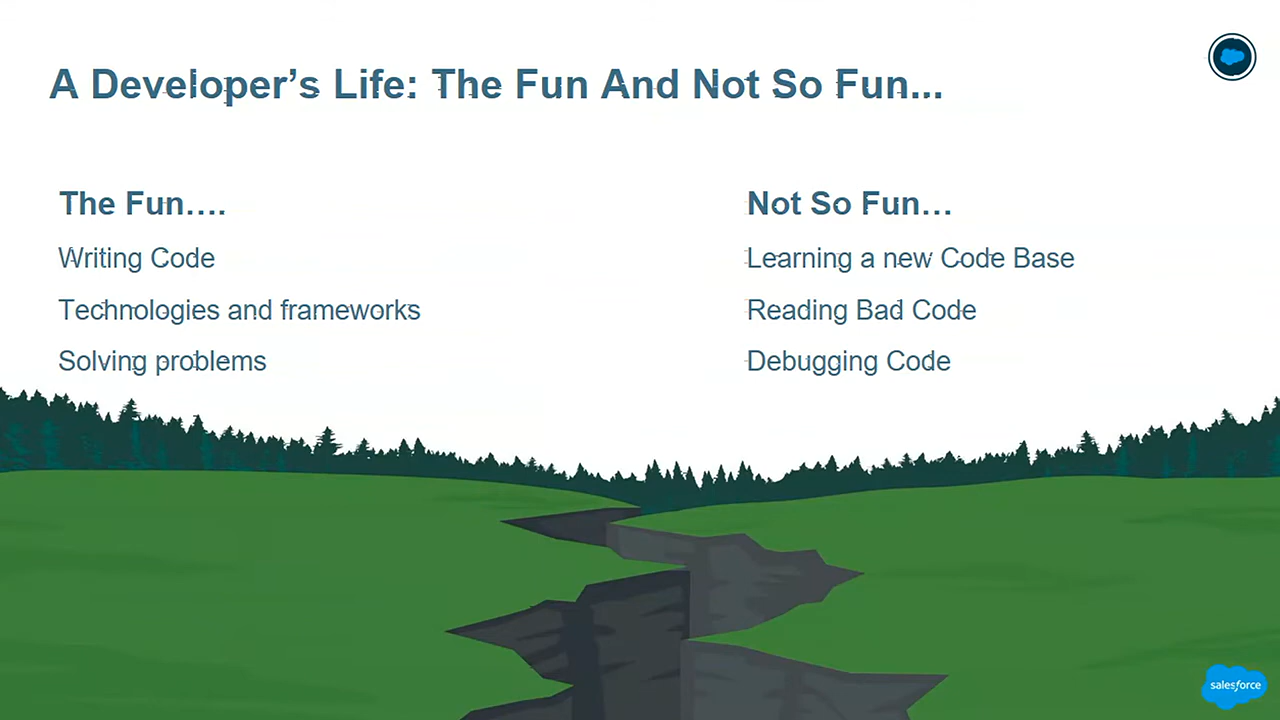 A Developer’s Life: The Fun And Not So Fun...
The Fun….
Writing Code
Technologies and frameworks
Solving problems
Not So Fun…
Learning a new Code Base
Reading Bad Code
Debugging Code
salesforce